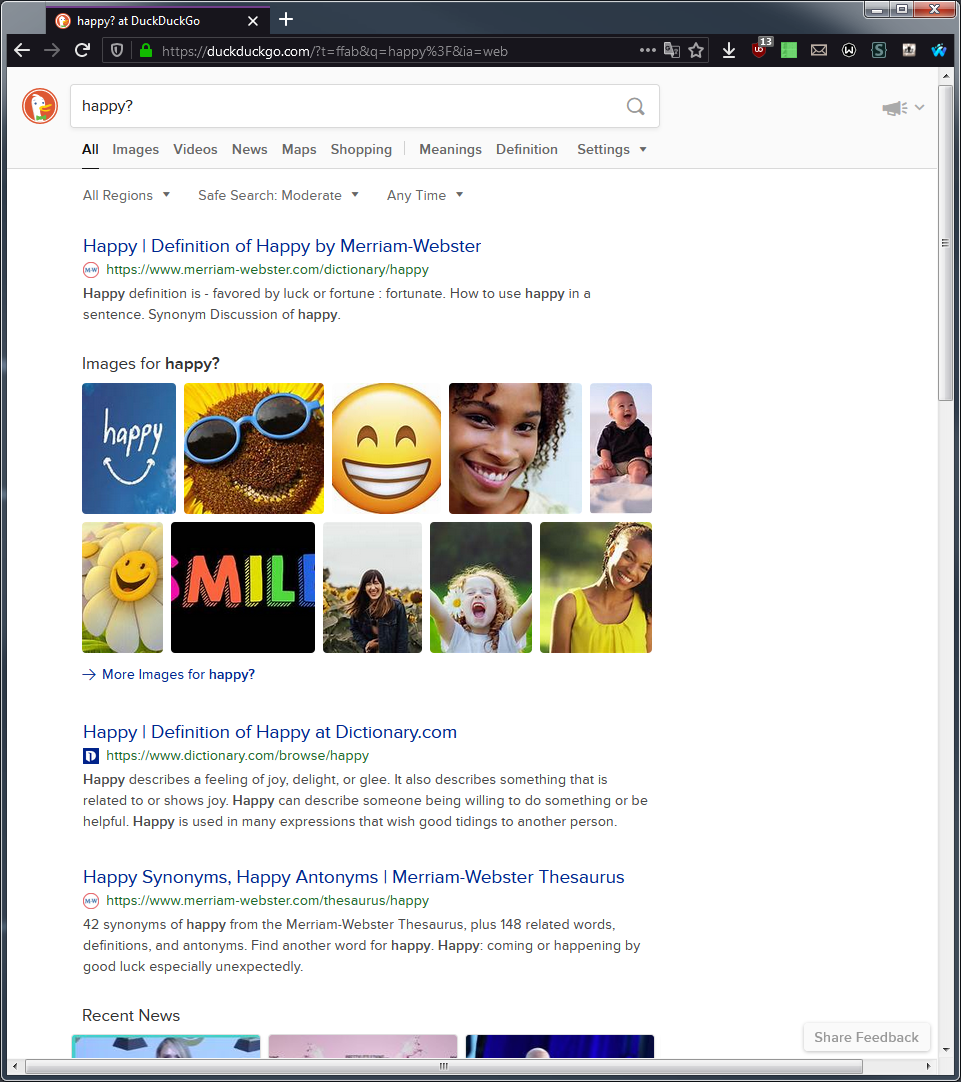 happy? at DuckDuckGo
https://duckduckgo.com/?t=ffab&q=happy%3F&ia=web
13
happy?
All Images Videos News Maps Shopping Meanings Definition Settings
All Regions Safe Search: Moderate Any Time
Happy | Definition of Happy by Merriam-Webster
M-W https://www.merriam-webster.com/dictionary/happy
Happy definition is - favored by luck or fortune : fortunate. How to use happy in a
sentence. Synonym Discussion of happy.
Images for happy?
happy
SMIL
More Images for happy?
Happy | Definition of Happy at Dictionary.com
D https://www.dictionary.com/browse/happy
Happy describes a feeling of joy, delight, or glee. It also describes something that is
related to or shows joy. Happy can describe someone being willing to do something or be
helpful. Happy is used in many expressions that wish good tidings to another person.
Happy Synonyms, Happy Antonyms | Merriam-Webster Thesaurus
M-W https://www.merriam-webster.com/thesaurus/happy
42 synonyms of happy from the Merriam-Webster Thesaurus, plus 148 related words,
definitions, and antonyms. Find another word for happy. Happy: coming or happening by
good luck especially unexpectedly.
Recent News
Share Feedback